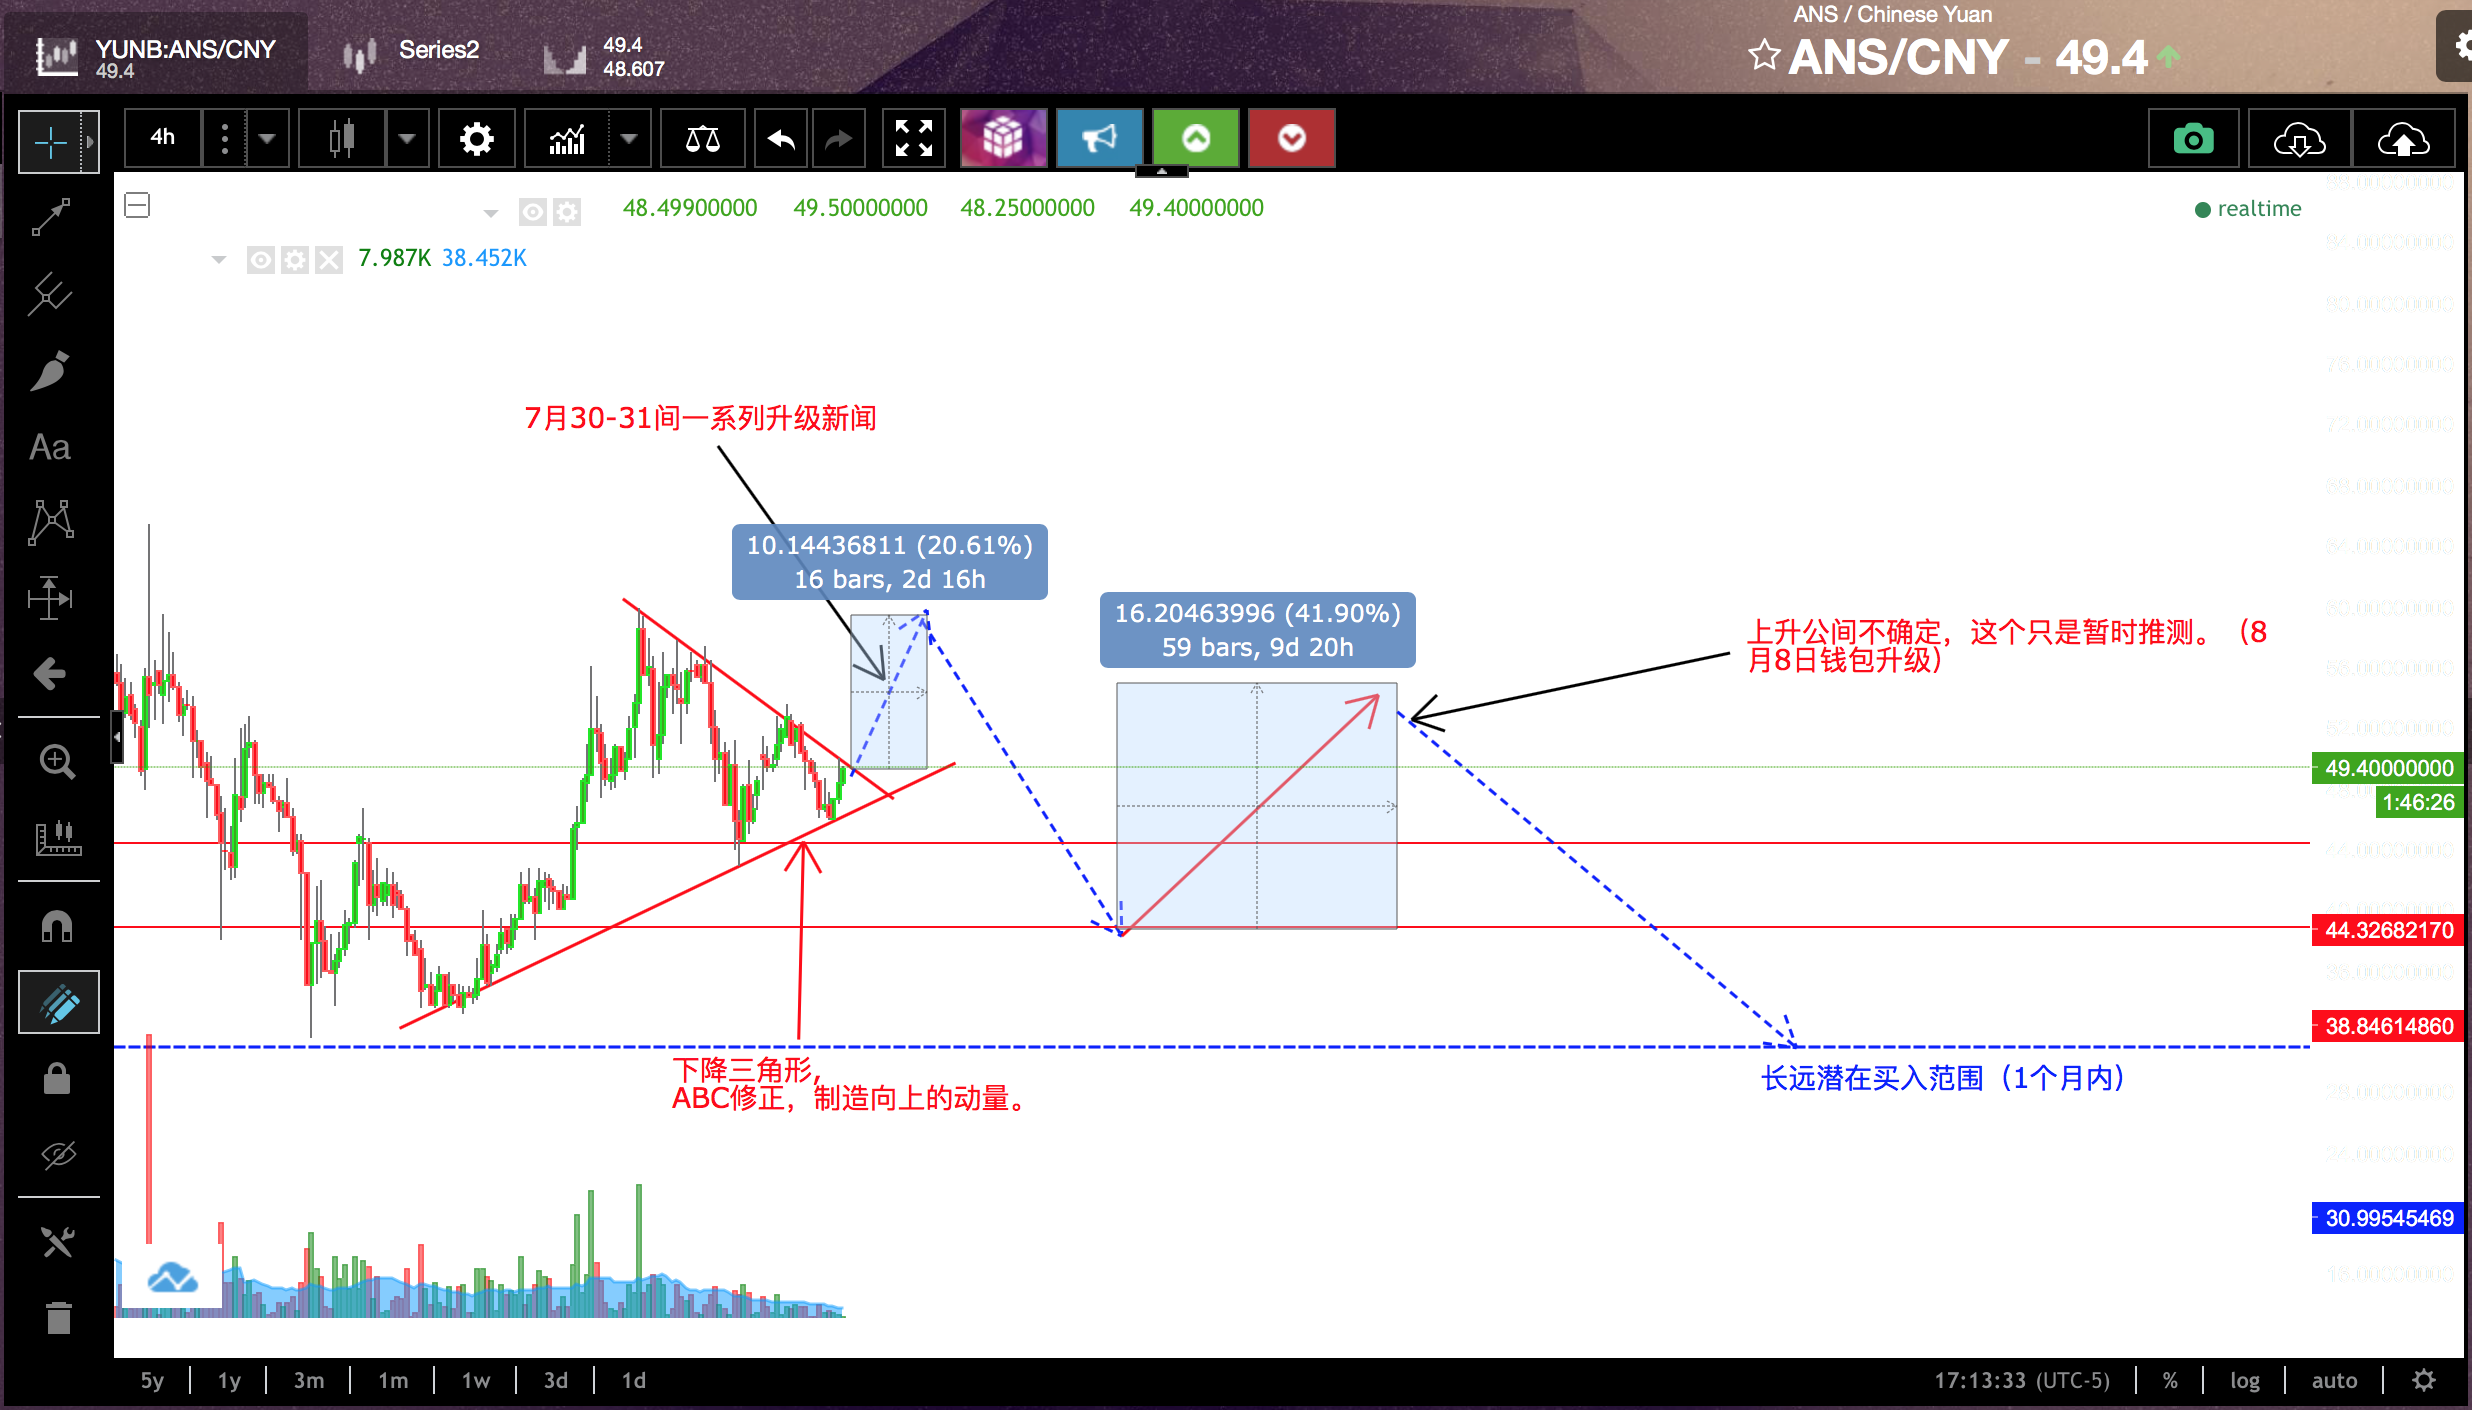 YUNB:ANS/CNY
49.4
Series2
49.4
48.607
ANS / Chinese Yuan
ANS/CNY - 49.4
4h
48.49900000 49.50000000 48.25000000 49.40000000
realtime
7.987K 38.452K
Aa
7月30-31间一系列升级新闻
10.14436811 (20.61%)
16 bars, 2d 16h
16.20463996 (41.90%)
59 bars, 9d 20h
上升公间不确定，这个只是暂时推测。（8
月8日钱包升级）
49.40000000
1:46:26
44.32682170
38.84614860
30.99545469
下降三角形，
ABC修正，制造向上的动量。
长远潜在买入范围（1个月内）
5y 1y 3m 1m 1w 3d 1d
17:13:33 (UTC-5) % log auto